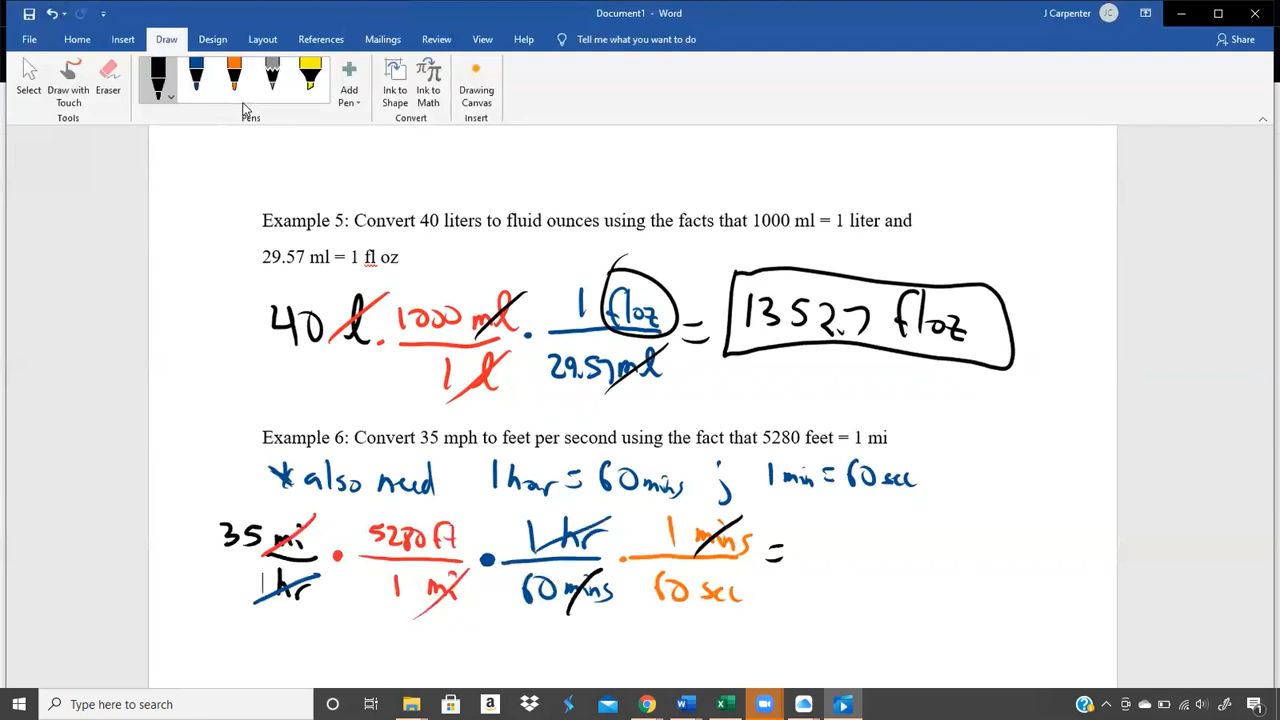 Document1 - Word
J Carpenter JC
File Home Insert Draw Design Layout References Mailings Review View Help Tell me what you want to do Share
Select Draw with Touch Eraser Add Pen Ink to Shape Ink to Math Drawing Canvas
Tools Pens Convert Insert
Example 5: Convert 40 liters to fluid ounces using the facts that 1000 ml = 1 liter and
29.57 ml = 1 fl oz
40 l · 1000 ml / 1 l · 1 fl oz / 29.57 ml = 1352.7 fl oz
Example 6: Convert 35 mph to feet per second using the fact that 5280 feet = 1 mi
* also need 1 hour = 60 mins ; 1 min = 60 sec
35 mi / 1 hr · 5280 ft / 1 mi · 1 hr / 60 mins · 1 mins / 60 sec =
Type here to search